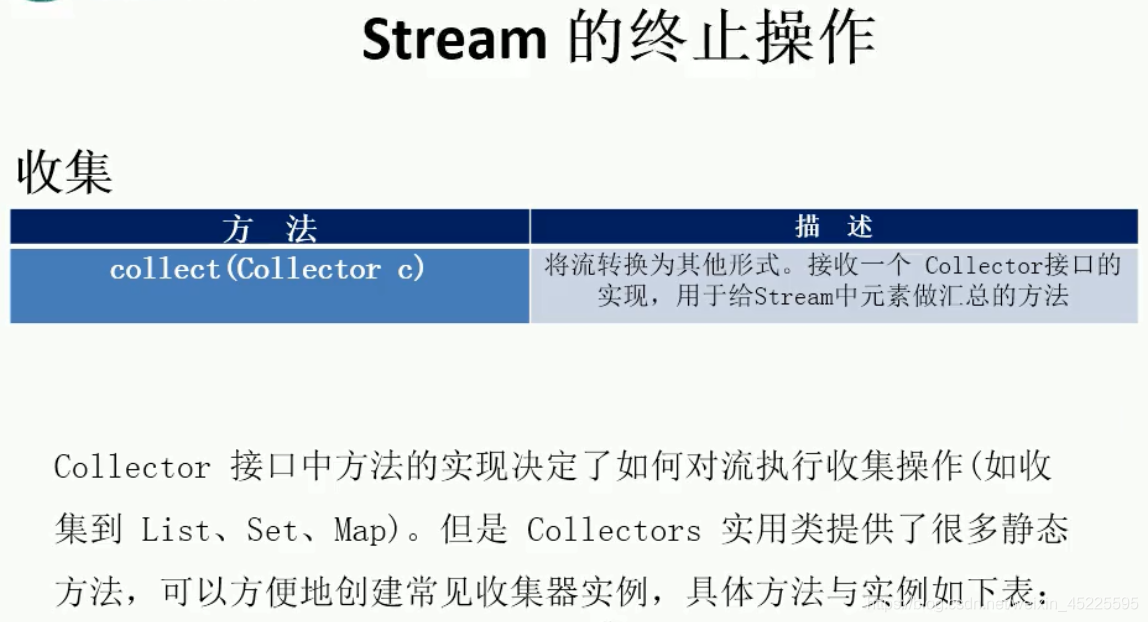 Stream 的终止操作
收集
方 法
描 述
collect(Collector c)
将流转换为其他形式。接收一个 Collector接口的
实现，用于给Stream中元素做汇总的方法
Collector 接口中方法的实现决定了如何对流执行收集操作(如收
集到 List、Set、Map)。但是 Collectors 实用类提供了很多静态
方法，可以方便地创建常见收集器实例，具体方法与实例如下表：
https://blog.csdn.net/weixin_45225595